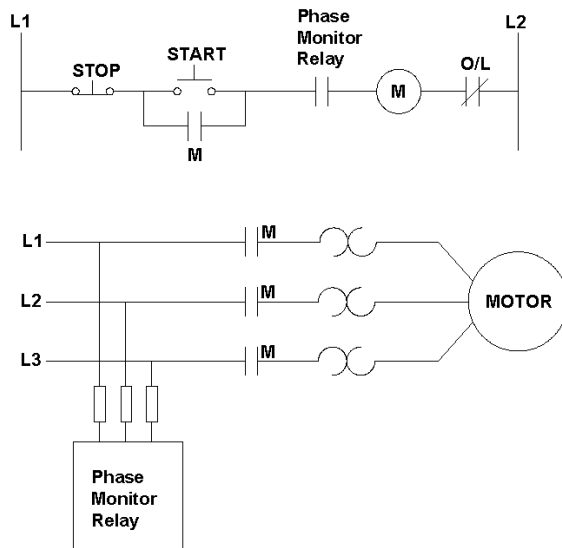 L1
L2
Phase
Monitor
Relay
STOP
START
O/L
M
M
L1
M
L2
M
MOTOR
L3
M
Phase
Monitor
Relay